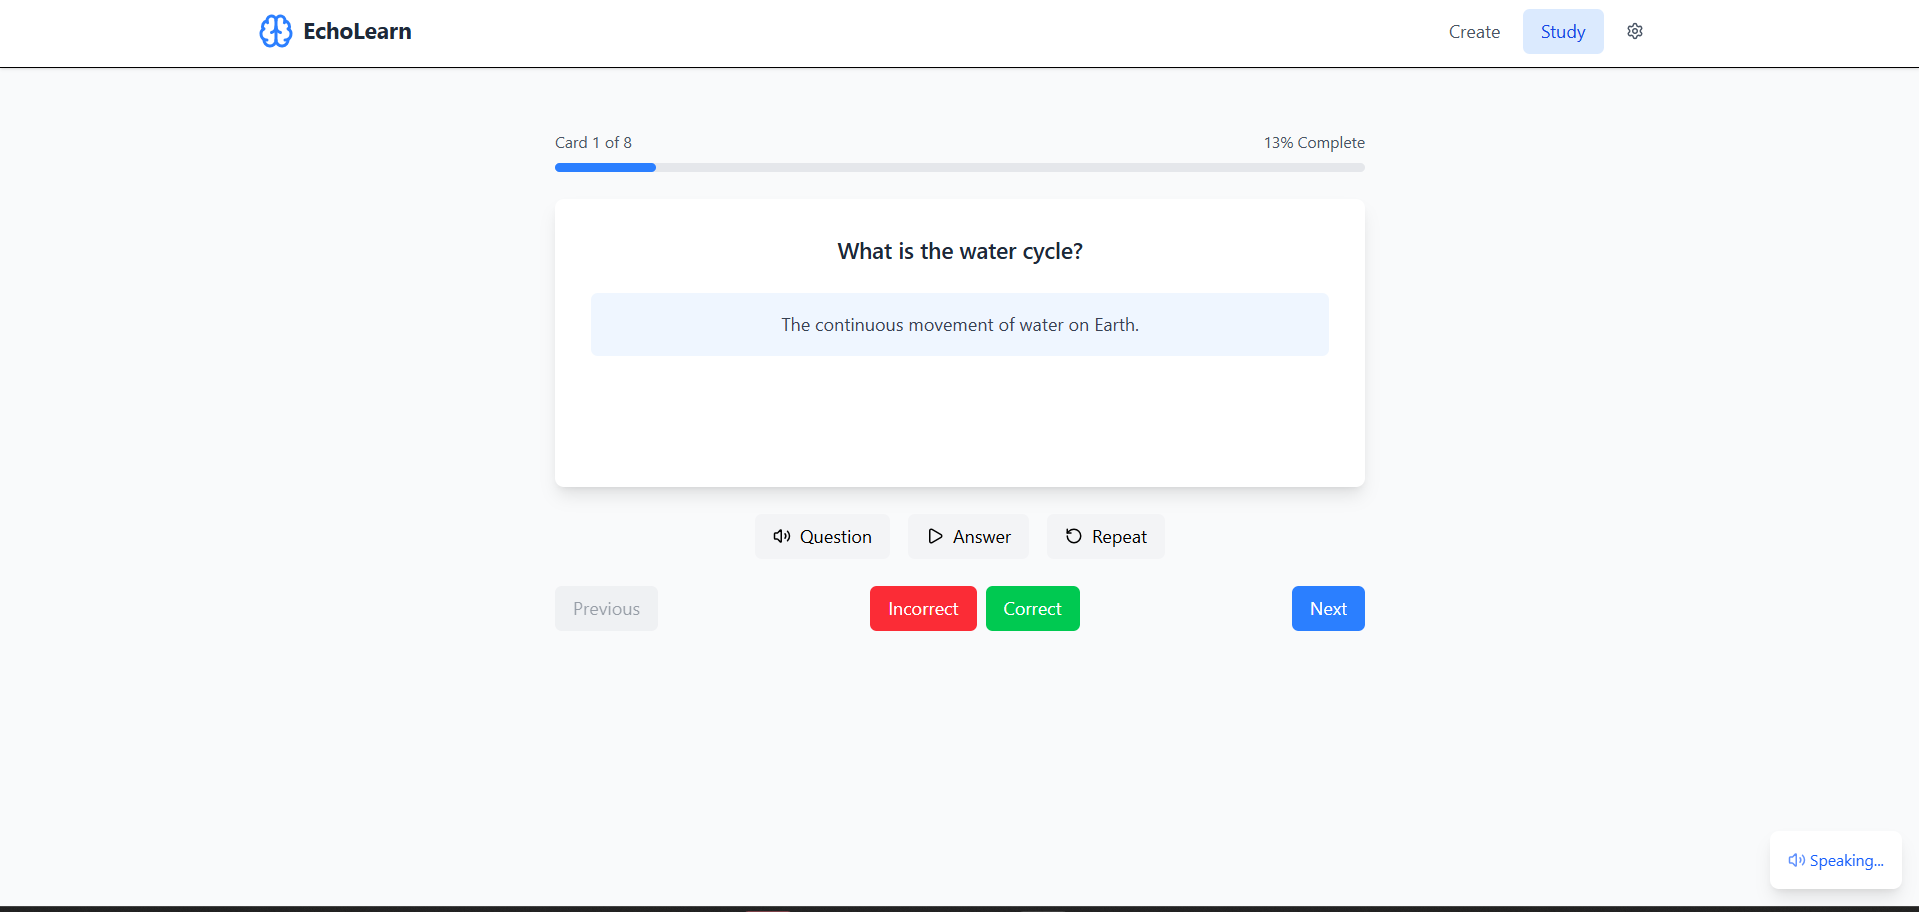 EchoLearn
Create
Study
Card 1 of 8
13% Complete
What is the water cycle?
The continuous movement of water on Earth.
Question
Answer
Repeat
Previous
Incorrect
Correct
Next
Speaking...